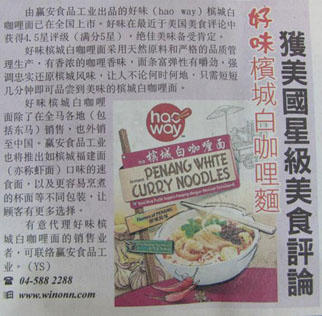 獲美國星級美食評論
好味檳城白咖哩麵
由赢安食品工业出品的好味（hao way）槟城白
咖哩面已在全国上市。好味在最近于美国美食评论中
获得4.5星评级（满分5星），绝佳美味备受肯定。
好味槟城白咖哩面采用天然原料和严格的品质管
理生产，有香浓的咖哩香味，面条富弹性有嚼劲，强
调忠实还原槟城风味，让人不论何时何地，只需短短
几分钟即可品尝到美味的槟城白咖哩面。
好味槟城白咖哩
面除了在全马各地（包
括东马）销售，也外销
至中国。赢安食品工业
也将推出如槟城福建面
（亦称虾面）口味的速
食面，以及更容易烹煮
的杯面等不同包装，让
顾客有更多选择。
有意代理好味槟
城白咖哩面的销售业
者，可联络赢安食品工
业。(YS)
☎ 04-588 2288
www.winonn.com
hao
way
槟城白咖哩面
PENANG WHITE
CURRY NOODLES